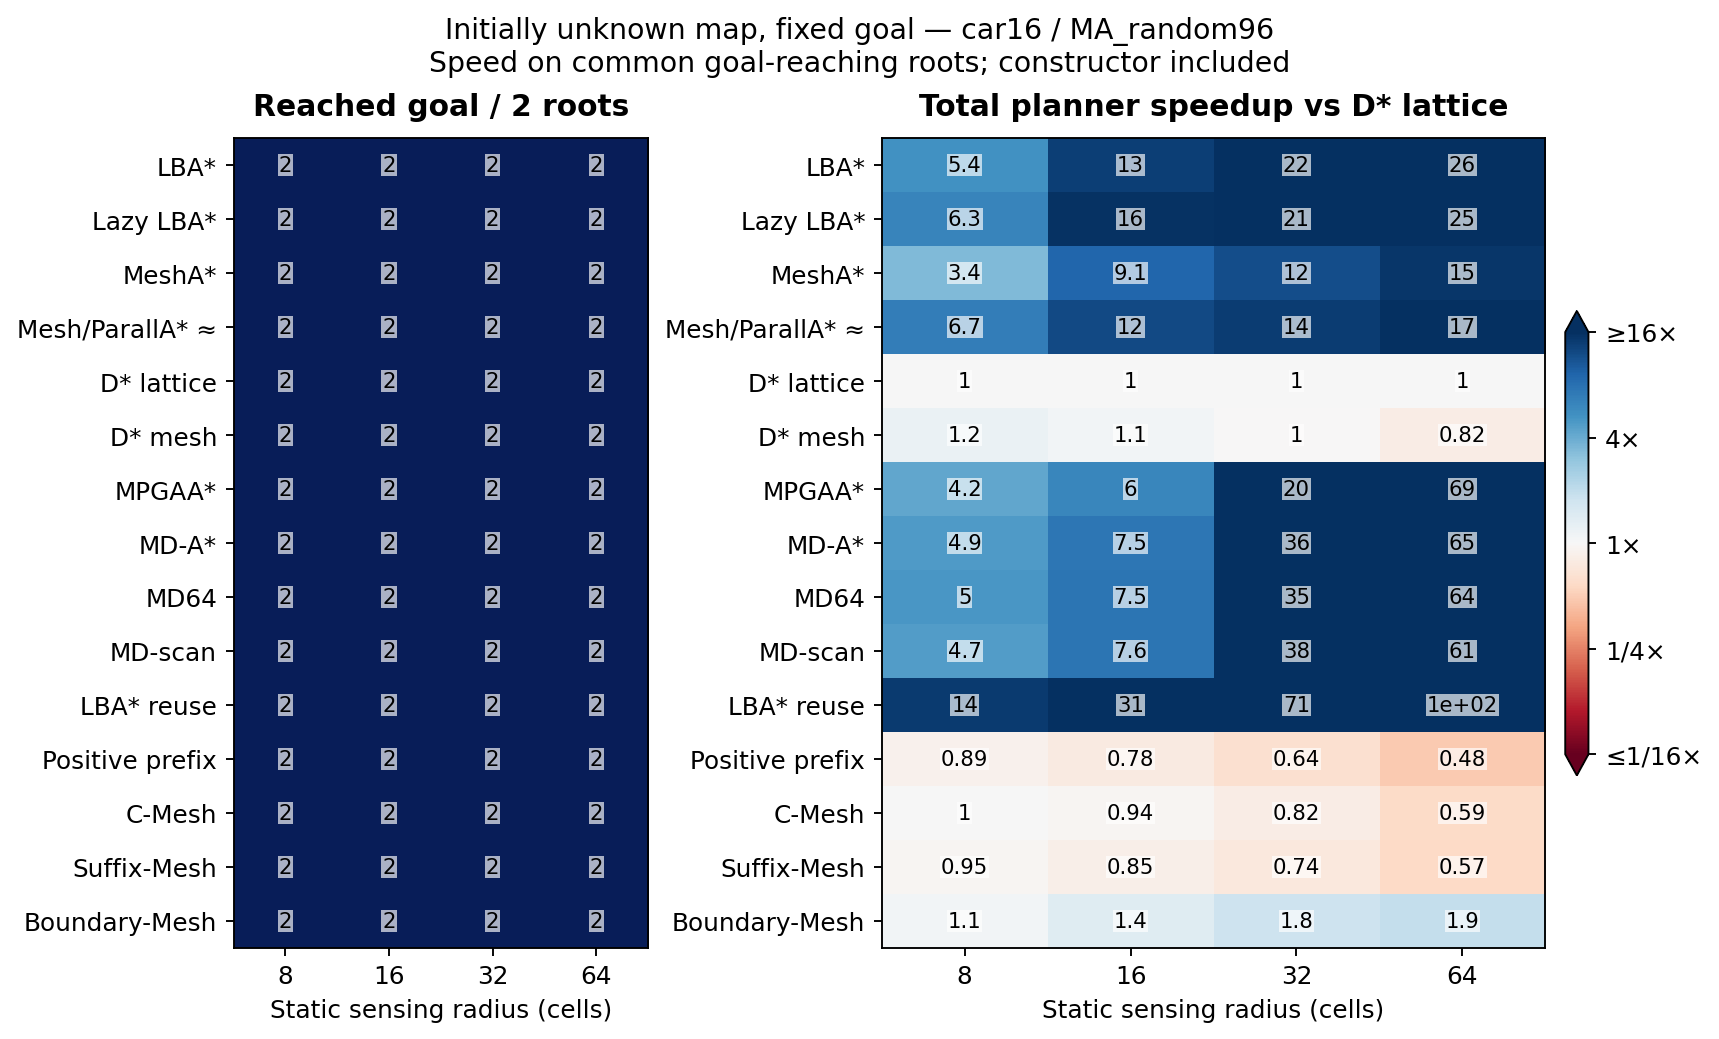 Initially unknown map, fixed goal — car16 / MA_random96
Speed on common goal-reaching roots; constructor included
Reached goal / 2 roots
LBA* 2 2 2 2
Lazy LBA* 2 2 2 2
MeshA* 2 2 2 2
Mesh/ParallA* ≈ 2 2 2 2
D* lattice 2 2 2 2
D* mesh 2 2 2 2
MPGAA* 2 2 2 2
MD-A* 2 2 2 2
MD64 2 2 2 2
MD-scan 2 2 2 2
LBA* reuse 2 2 2 2
Positive prefix 2 2 2 2
C-Mesh 2 2 2 2
Suffix-Mesh 2 2 2 2
Boundary-Mesh 2 2 2 2
8 16 32 64
Static sensing radius (cells)
Total planner speedup vs D* lattice
LBA* 5.4 13 22 26
Lazy LBA* 6.3 16 21 25
MeshA* 3.4 9.1 12 15
Mesh/ParallA* ≈ 6.7 12 14 17
D* lattice 1 1 1 1
D* mesh 1.2 1.1 1 0.82
MPGAA* 4.2 6 20 69
MD-A* 4.9 7.5 36 65
MD64 5 7.5 35 64
MD-scan 4.7 7.6 38 61
LBA* reuse 14 31 71 1e+02
Positive prefix 0.89 0.78 0.64 0.48
C-Mesh 1 0.94 0.82 0.59
Suffix-Mesh 0.95 0.85 0.74 0.57
Boundary-Mesh 1.1 1.4 1.8 1.9
8 16 32 64
Static sensing radius (cells)
≥16×
4×
1×
1/4×
≤1/16×